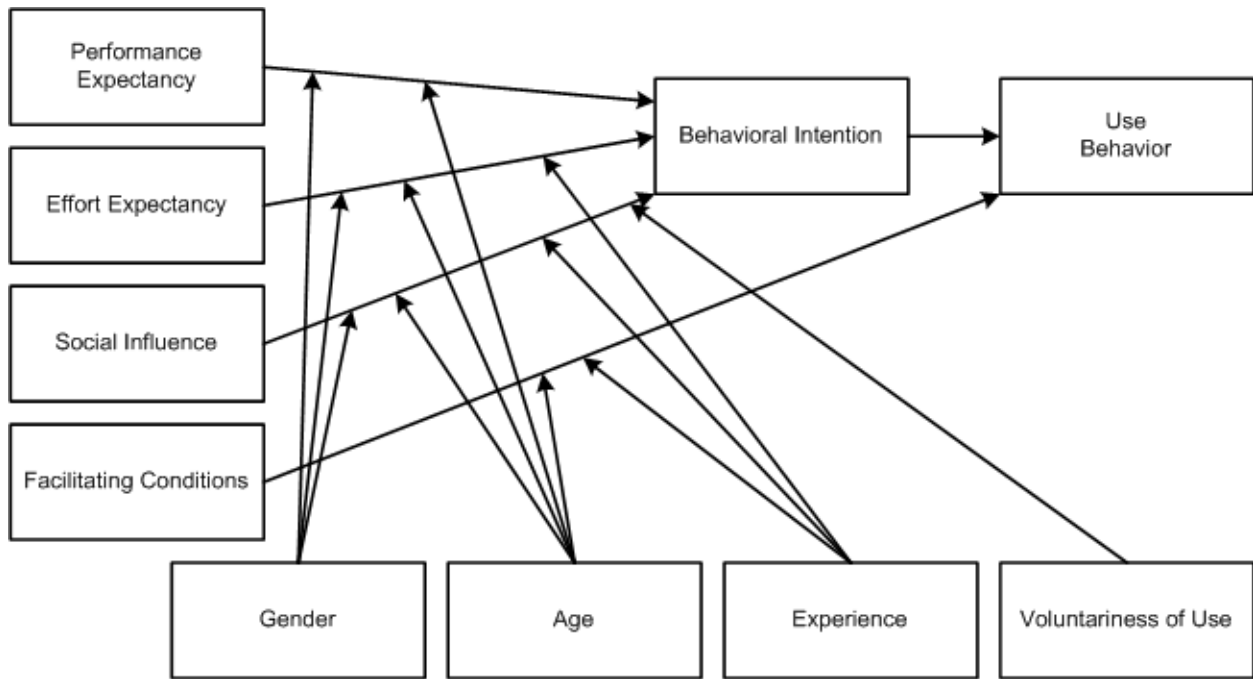 Performance
Expectancy
Behavioral Intention
Use
Behavior
Effort Expectancy
Social Influence
Facilitating Conditions
Gender
Age
Experience
Voluntariness of Use